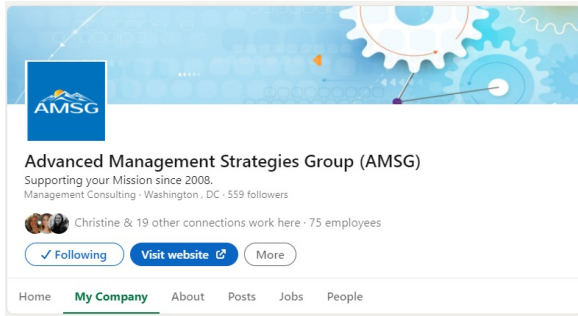 AMSG
Advanced Management Strategies Group (AMSG)
Supporting your Mission since 2008.
Management Consulting · Washington , DC · 559 followers
Christine & 19 other connections work here · 75 employees
✓ Following Visit website More
Home My Company About Posts Jobs People